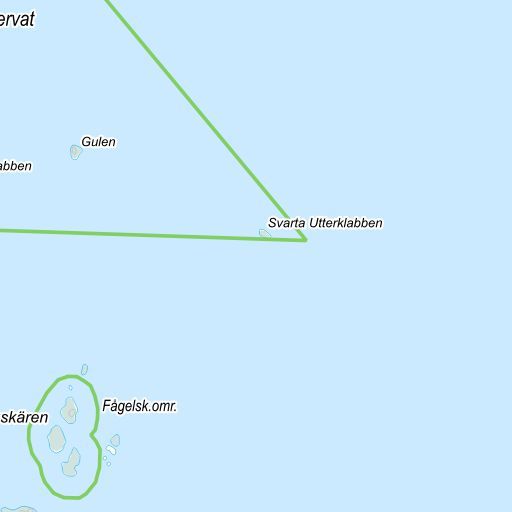 ervat
Gulen
abben
Svarta Utterklabben
Fågelsk.omr.
skären